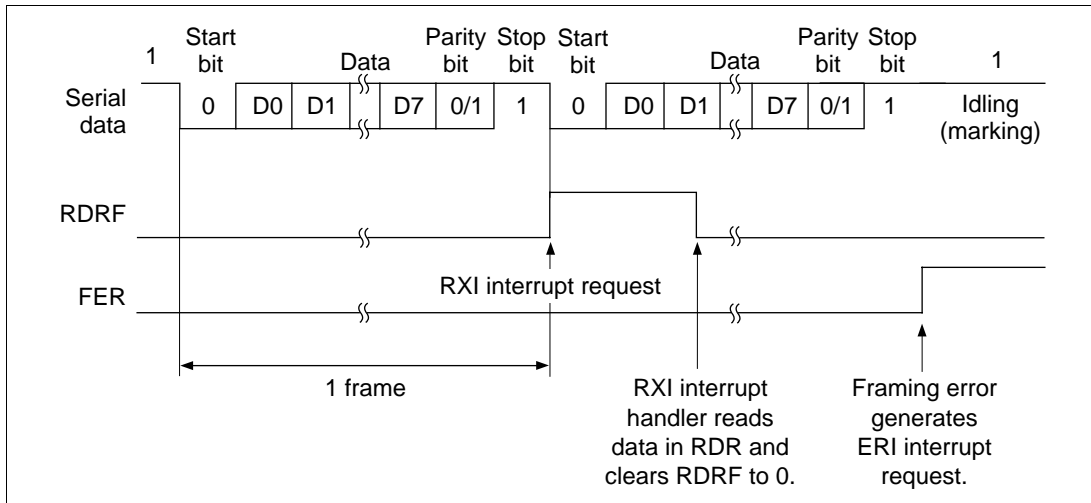 1
Start bit
Data
Parity bit
Stop bit
Start bit
Data
Parity bit
Stop bit
1
Serial data
0 D0 D1 D7 0/1 1 0 D0 D1 D7 0/1 1
Idling (marking)
RDRF
RXI interrupt request
FER
1 frame
RXI interrupt
handler reads
data in RDR and
clears RDRF to 0.
Framing error
generates
ERI interrupt
request.